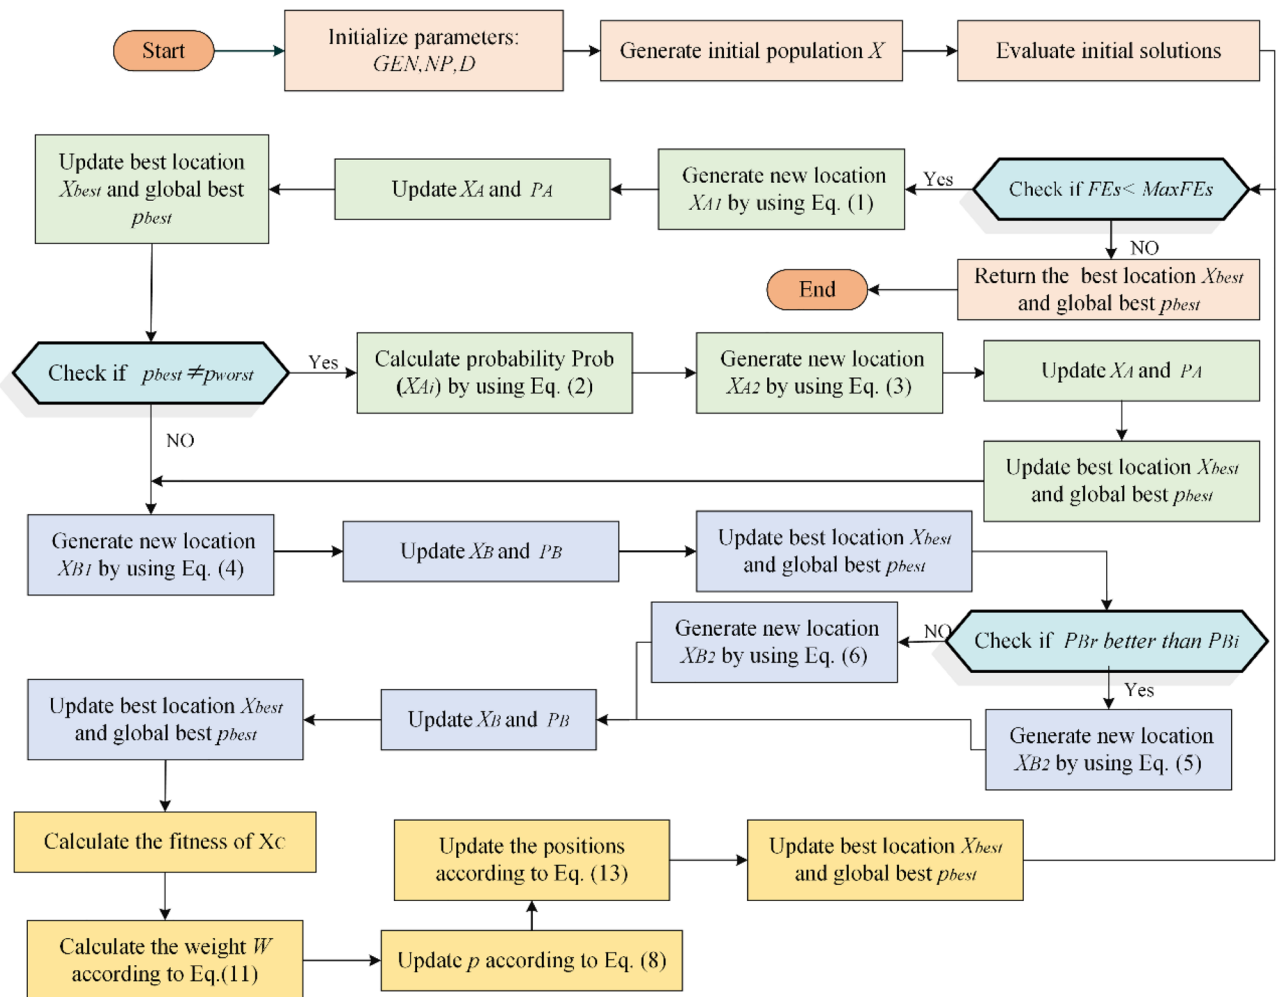 Start
Initialize parameters:
GEN,NP,D
Generate initial population X
Evaluate initial solutions
Check if FEs< MaxFEs
Yes
Generate new location
XA1 by using Eq. (1)
Update XA and PA
Update best location
Xbest and global best
pbest
NO
Return the best location Xbest
and global best pbest
End
Check if pbest ≠pworst
Yes
Calculate probability Prob
(XAi) by using Eq. (2)
Generate new location
XA2 by using Eq. (3)
Update XA and PA
Update best location Xbest
and global best pbest
NO
Generate new location
XB1 by using Eq. (4)
Update XB and PB
Update best location Xbest
and global best pbest
Check if PBr better than PBi
NO
Generate new location
XB2 by using Eq. (6)
Yes
Generate new location
XB2 by using Eq. (5)
Update XB and PB
Update best location Xbest
and global best pbest
Calculate the fitness of XC
Calculate the weight W
according to Eq.(11)
Update p according to Eq. (8)
Update the positions
according to Eq. (13)
Update best location Xbest
and global best pbest